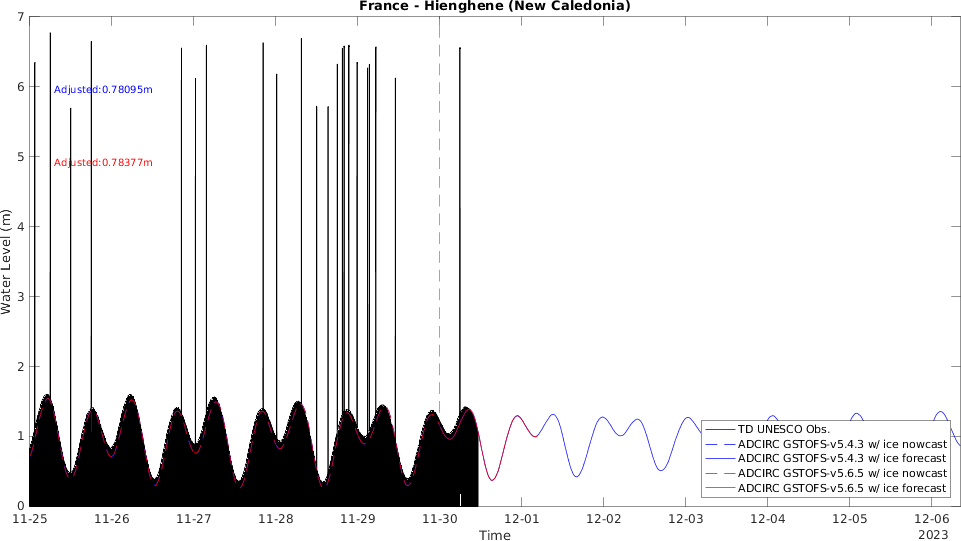 France - Hienghene (New Caledonia)
7
6
5
4
3
2
1
0
Water Level (m)
Adjusted:0.78095m
Adjusted:0.78377m
TD UNESCO Obs.
ADCIRC GSTOFS-v5.4.3 w/ ice nowcast
ADCIRC GSTOFS-v5.4.3 w/ ice forecast
ADCIRC GSTOFS-v5.6.5 w/ ice nowcast
ADCIRC GSTOFS-v5.6.5 w/ ice forecast
11-25 11-26 11-27 11-28 11-29 11-30 12-01 12-02 12-03 12-04 12-05 12-06
Time 2023